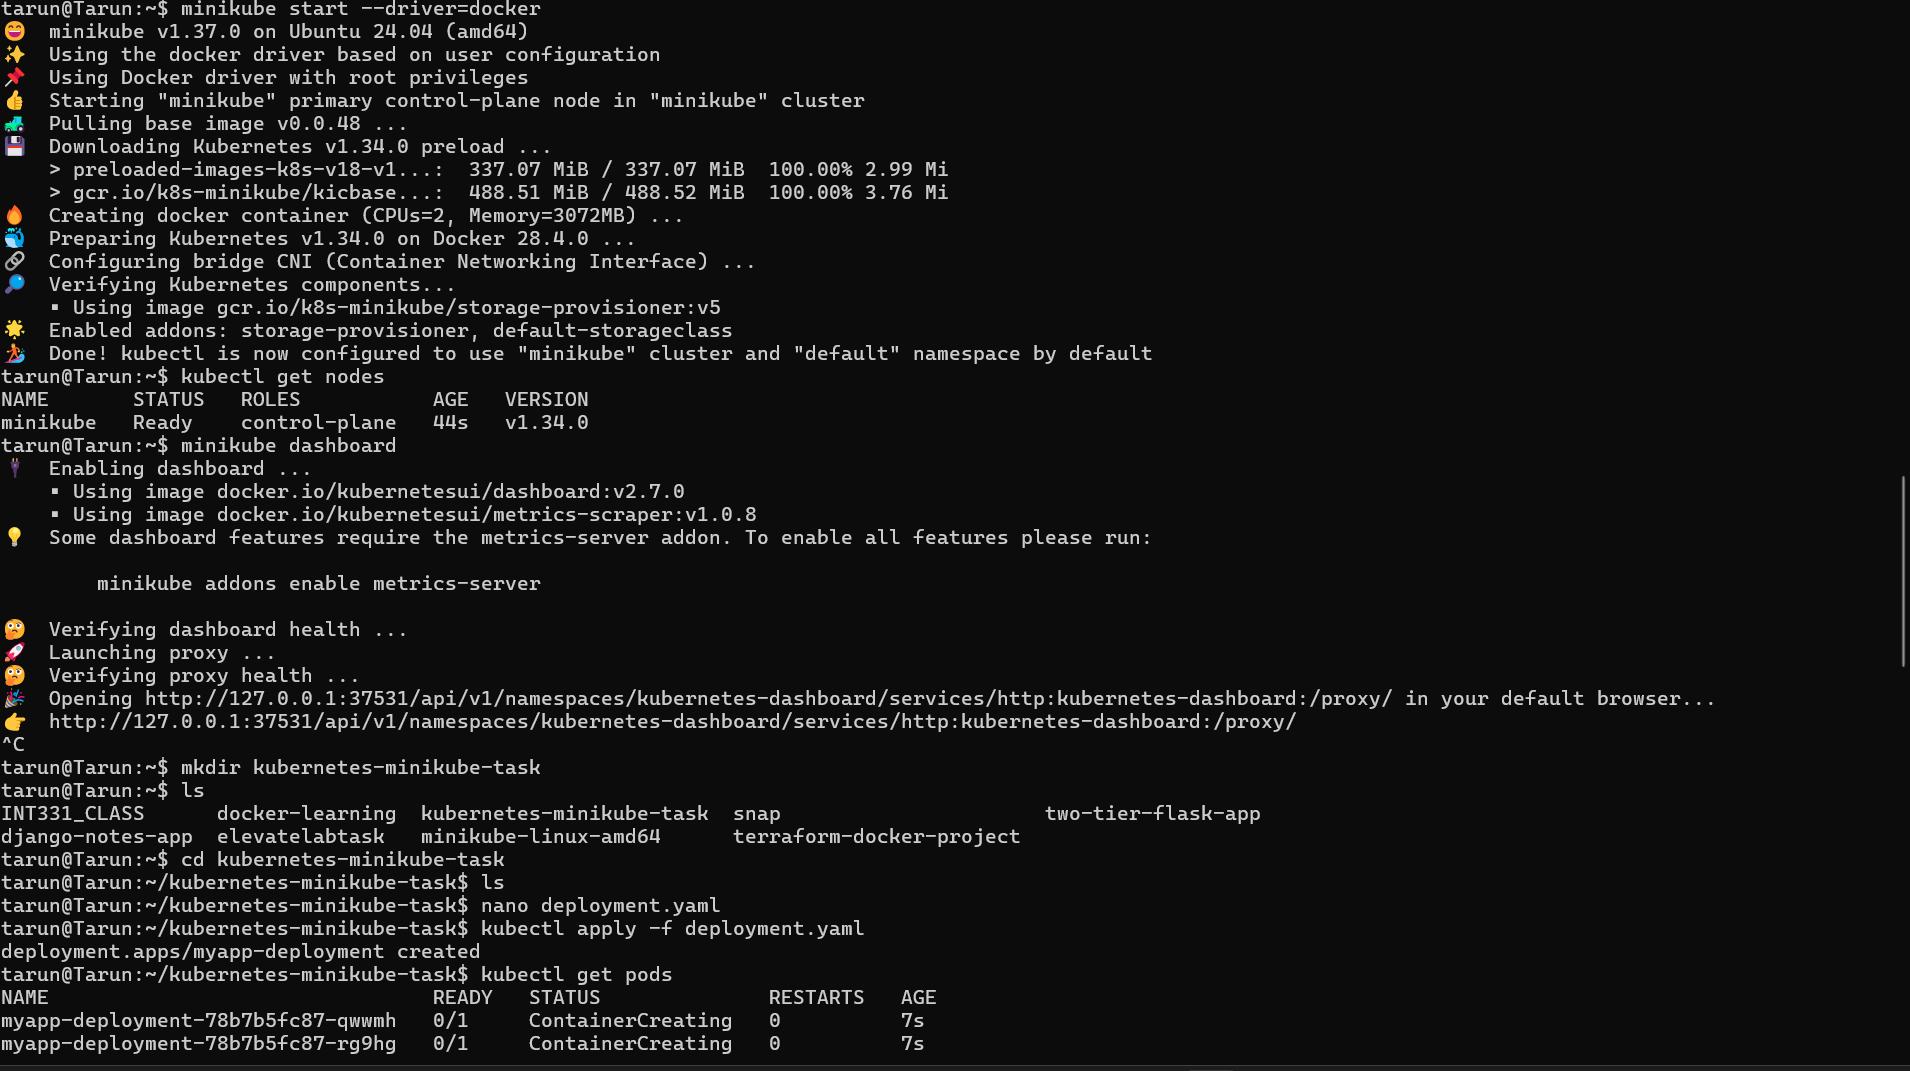 tarun@Tarun:~$ minikube start --driver=docker
😄  minikube v1.37.0 on Ubuntu 24.04 (amd64)
✨  Using the docker driver based on user configuration
📌  Using Docker driver with root privileges
👍  Starting "minikube" primary control-plane node in "minikube" cluster
🚜  Pulling base image v0.0.48 ...
💾  Downloading Kubernetes v1.34.0 preload ...
    > preloaded-images-k8s-v18-v1...:  337.07 MiB / 337.07 MiB  100.00% 2.99 Mi
    > gcr.io/k8s-minikube/kicbase...:  488.51 MiB / 488.52 MiB  100.00% 3.76 Mi
🔥  Creating docker container (CPUs=2, Memory=3072MB) ...
🐳  Preparing Kubernetes v1.34.0 on Docker 28.4.0 ...
🔗  Configuring bridge CNI (Container Networking Interface) ...
🔎  Verifying Kubernetes components...
    ▪ Using image gcr.io/k8s-minikube/storage-provisioner:v5
🌟  Enabled addons: storage-provisioner, default-storageclass
🏄  Done! kubectl is now configured to use "minikube" cluster and "default" namespace by default
tarun@Tarun:~$ kubectl get nodes
NAME       STATUS   ROLES           AGE   VERSION
minikube   Ready    control-plane   44s   v1.34.0
tarun@Tarun:~$ minikube dashboard
🔌  Enabling dashboard ...
    ▪ Using image docker.io/kubernetesui/dashboard:v2.7.0
    ▪ Using image docker.io/kubernetesui/metrics-scraper:v1.0.8
💡  Some dashboard features require the metrics-server addon. To enable all features please run:
        minikube addons enable metrics-server
🤔  Verifying dashboard health ...
🚀  Launching proxy ...
🤔  Verifying proxy health ...
🎉  Opening http://127.0.0.1:37531/api/v1/namespaces/kubernetes-dashboard/services/http:kubernetes-dashboard:/proxy/ in your default browser...
👉  http://127.0.0.1:37531/api/v1/namespaces/kubernetes-dashboard/services/http:kubernetes-dashboard:/proxy/
^C
tarun@Tarun:~$ mkdir kubernetes-minikube-task
tarun@Tarun:~$ ls
INT331_CLASS      docker-learning  kubernetes-minikube-task  snap                      two-tier-flask-app
django-notes-app  elevatelabtask   minikube-linux-amd64      terraform-docker-project
tarun@Tarun:~$ cd kubernetes-minikube-task
tarun@Tarun:~/kubernetes-minikube-task$ ls
tarun@Tarun:~/kubernetes-minikube-task$ nano deployment.yaml
tarun@Tarun:~/kubernetes-minikube-task$ kubectl apply -f deployment.yaml
deployment.apps/myapp-deployment created
tarun@Tarun:~/kubernetes-minikube-task$ kubectl get pods
NAME                                READY   STATUS              RESTARTS   AGE
myapp-deployment-78b7b5fc87-qwwmh   0/1     ContainerCreating   0          7s
myapp-deployment-78b7b5fc87-rg9hg   0/1     ContainerCreating   0          7s